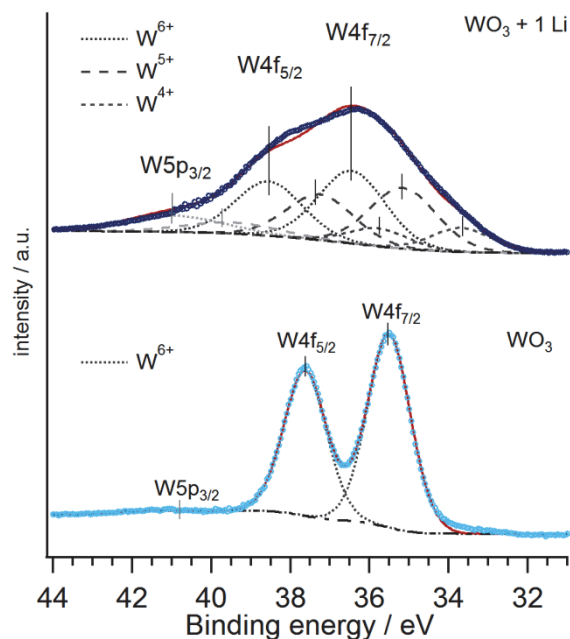 WO₃ + 1 Li
W⁶⁺
W⁵⁺
W⁴⁺
W4f₅/₂
W4f₇/₂
W5p₃/₂
WO₃
W⁶⁺
W4f₅/₂
W4f₇/₂
W5p₃/₂
intensity / a.u.
44 42 40 38 36 34 32
Binding energy / eV